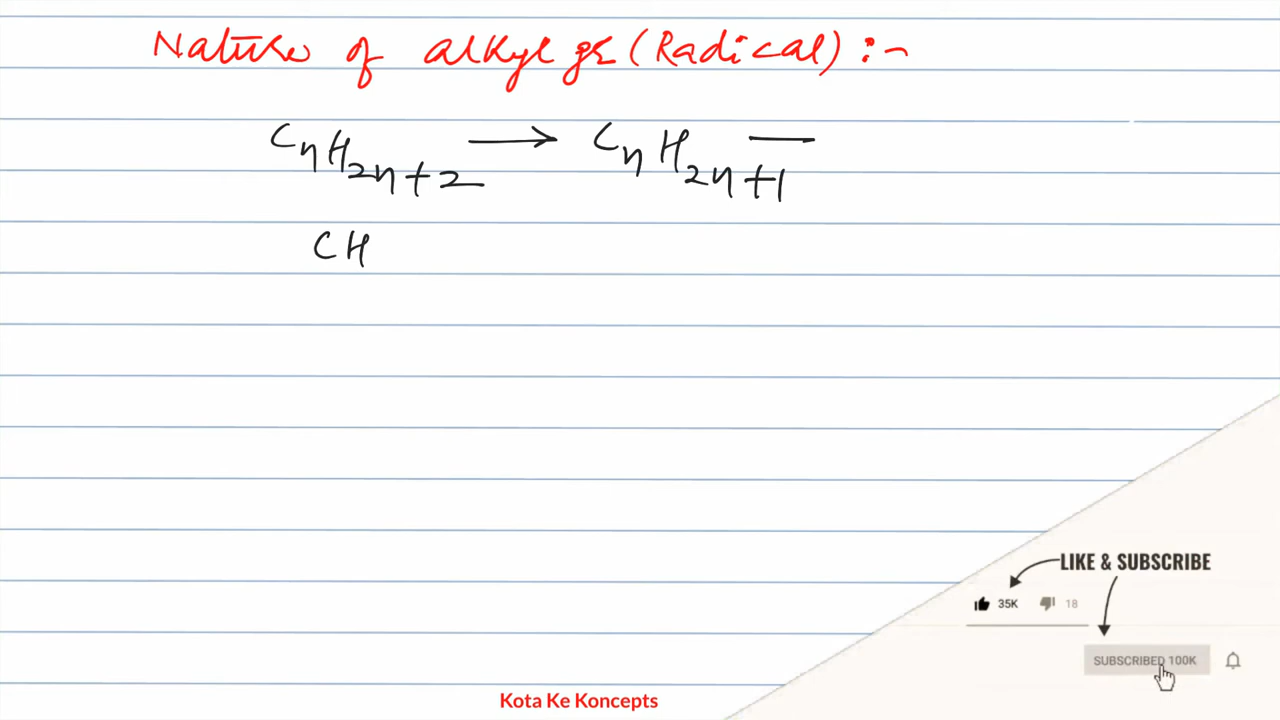 Nature of alkyl gr (Radical) :-
CnH2n+2 → CnH2n+1 —
CH
LIKE & SUBSCRIBE
35K 18
SUBSCRIBED 100K
Kota Ke Koncepts